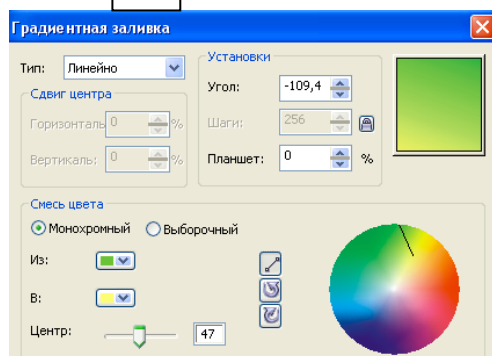 Градиентная заливка
Тип: Линейно
Сдвиг центра
Горизонталь 0 %
Вертикаль: 0 %
Установки
Угол: -109,4
Шаги: 256
Планшет: 0 %
Смесь цвета
Монохромный Выборочный
Из:
В:
Центр: 47